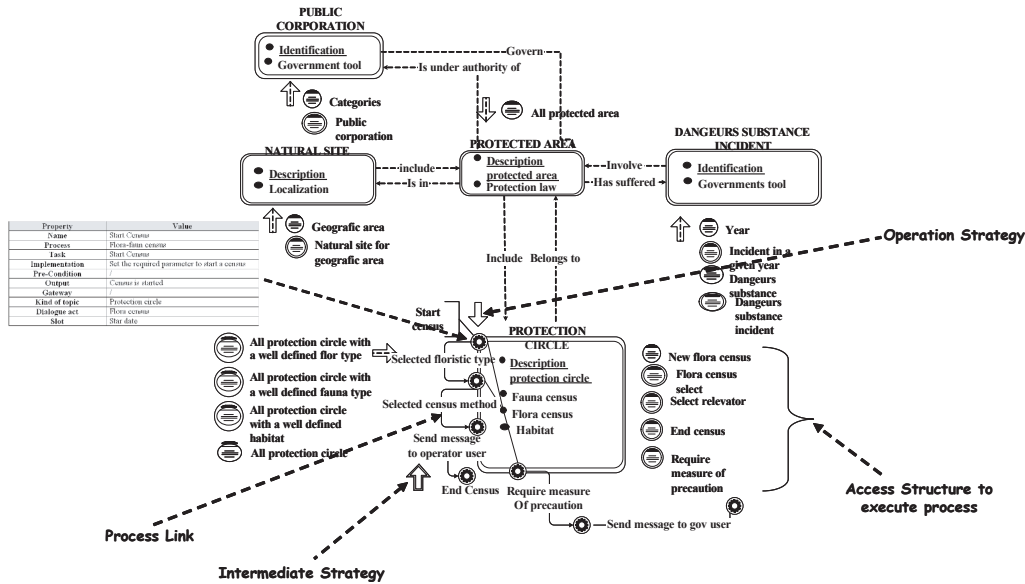 PUBLIC
CORPORATION
Identification
Government tool
Govern
Is under authority of
Categories
Public
corporation
All protected area
NATURAL SITE
Description
Localization
include
Is in
PROTECTED AREA
Description
protected area
Protection law
Involve
Has suffered
DANGEURS SUBSTANCE
INCIDENT
Identification
Governments tool
Geografic area
Natural site for
geografic area
Year
Incident in a
given year
Dangeurs
substance
Dangeurs
substance
incident
Operation Strategy
Property Value
Name Start Census
Process Flora-faun census
Task Start Census
Implementation Set the required parameter to start a census
Pre-Condition /
Output Census is started
Gateway /
Kind of topic Protection circle
Dialogue act Flora census
Slot Star date
Include
Belongs to
Start
census
PROTECTION
CIRCLE
Description
protection circle
Fauna census
Flora census
Habitat
All protection circle with
a well defined flor type
All protection circle with
a well defined fauna type
All protection circle
with a well defined
habitat
All protection circle
Selected floristic type
Selected census method
Send message
to operator user
End Census
Require measure
Of precaution
Send message to gov user
New flora census
Flora census
select
Select relevator
End census
Require
measure of
precaution
Access Structure to
execute process
Process Link
Intermediate Strategy